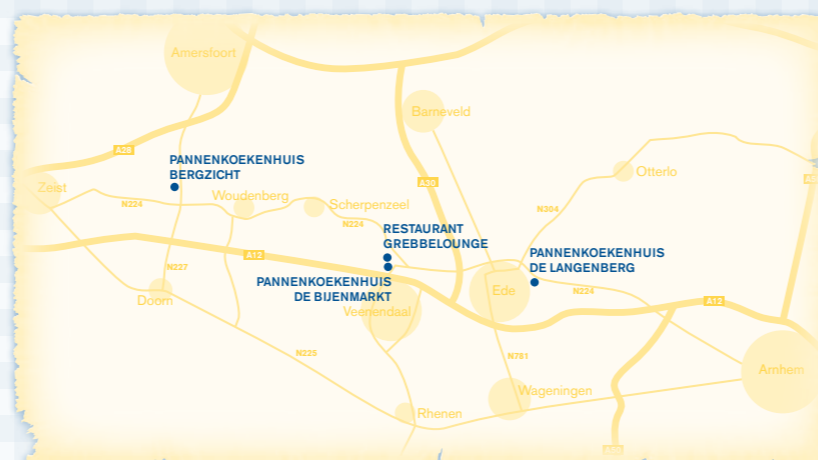 Amersfoort
Barneveld
A28
PANNENKOEKENHUIS
BERGZICHT
Otterlo
A30
Zeist
Woudenberg
N224
Scherpenzeel
N304
N224
RESTAURANT
GREBBELOUNGE
PANNENKOEKENHUIS
DE LANGENBERG
A12
N227
PANNENKOEKENHUIS
DE BIJENMARKT
Ede
N224
Doorn
Veenendaal
A12
N225
N781
Arnhem
Wageningen
Rhenen